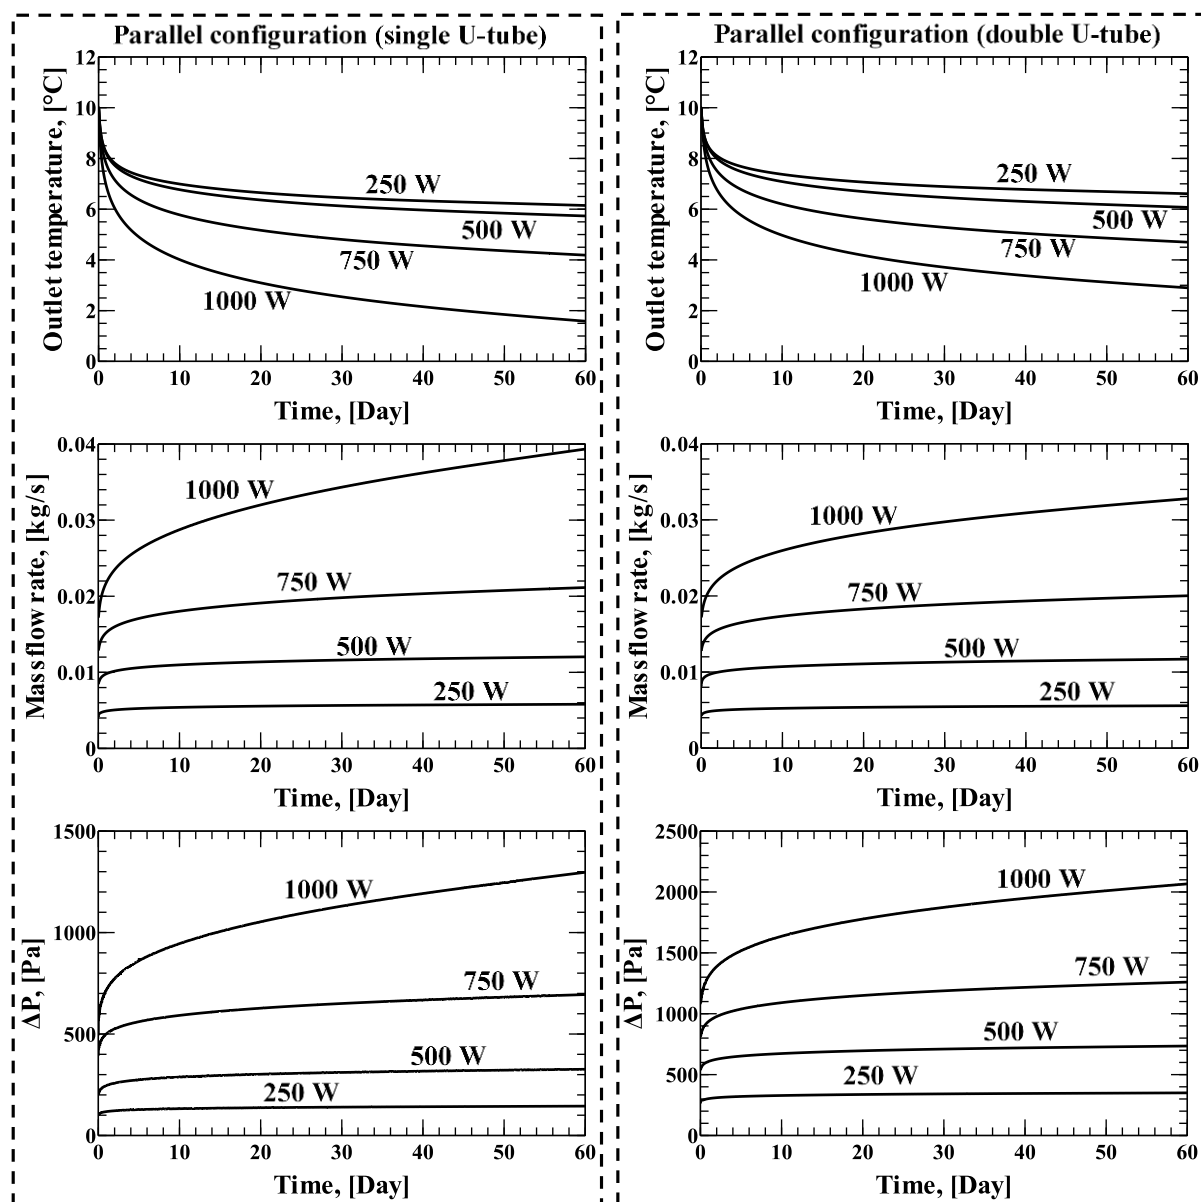 Parallel configuration (single U-tube)
12
10
8
6
4
2
0
Outlet temperature, [°C]
250 W
500 W
750 W
1000 W
0 10 20 30 40 50 60
Time, [Day]
0.04
0.03
0.02
0.01
0
Mass flow rate, [kg/s]
1000 W
750 W
500 W
250 W
0 10 20 30 40 50 60
Time, [Day]
1500
1000
500
0
ΔP, [Pa]
1000 W
750 W
500 W
250 W
0 10 20 30 40 50 60
Time, [Day]
Parallel configuration (double U-tube)
12
10
8
6
4
2
0
Outlet temperature, [°C]
250 W
500 W
750 W
1000 W
0 10 20 30 40 50 60
Time, [Day]
0.04
0.03
0.02
0.01
0
Mass flow rate, [kg/s]
1000 W
750 W
500 W
250 W
0 10 20 30 40 50 60
Time, [Day]
2500
2000
1500
1000
500
0
ΔP, [Pa]
1000 W
750 W
500 W
250 W
0 10 20 30 40 50 60
Time, [Day]